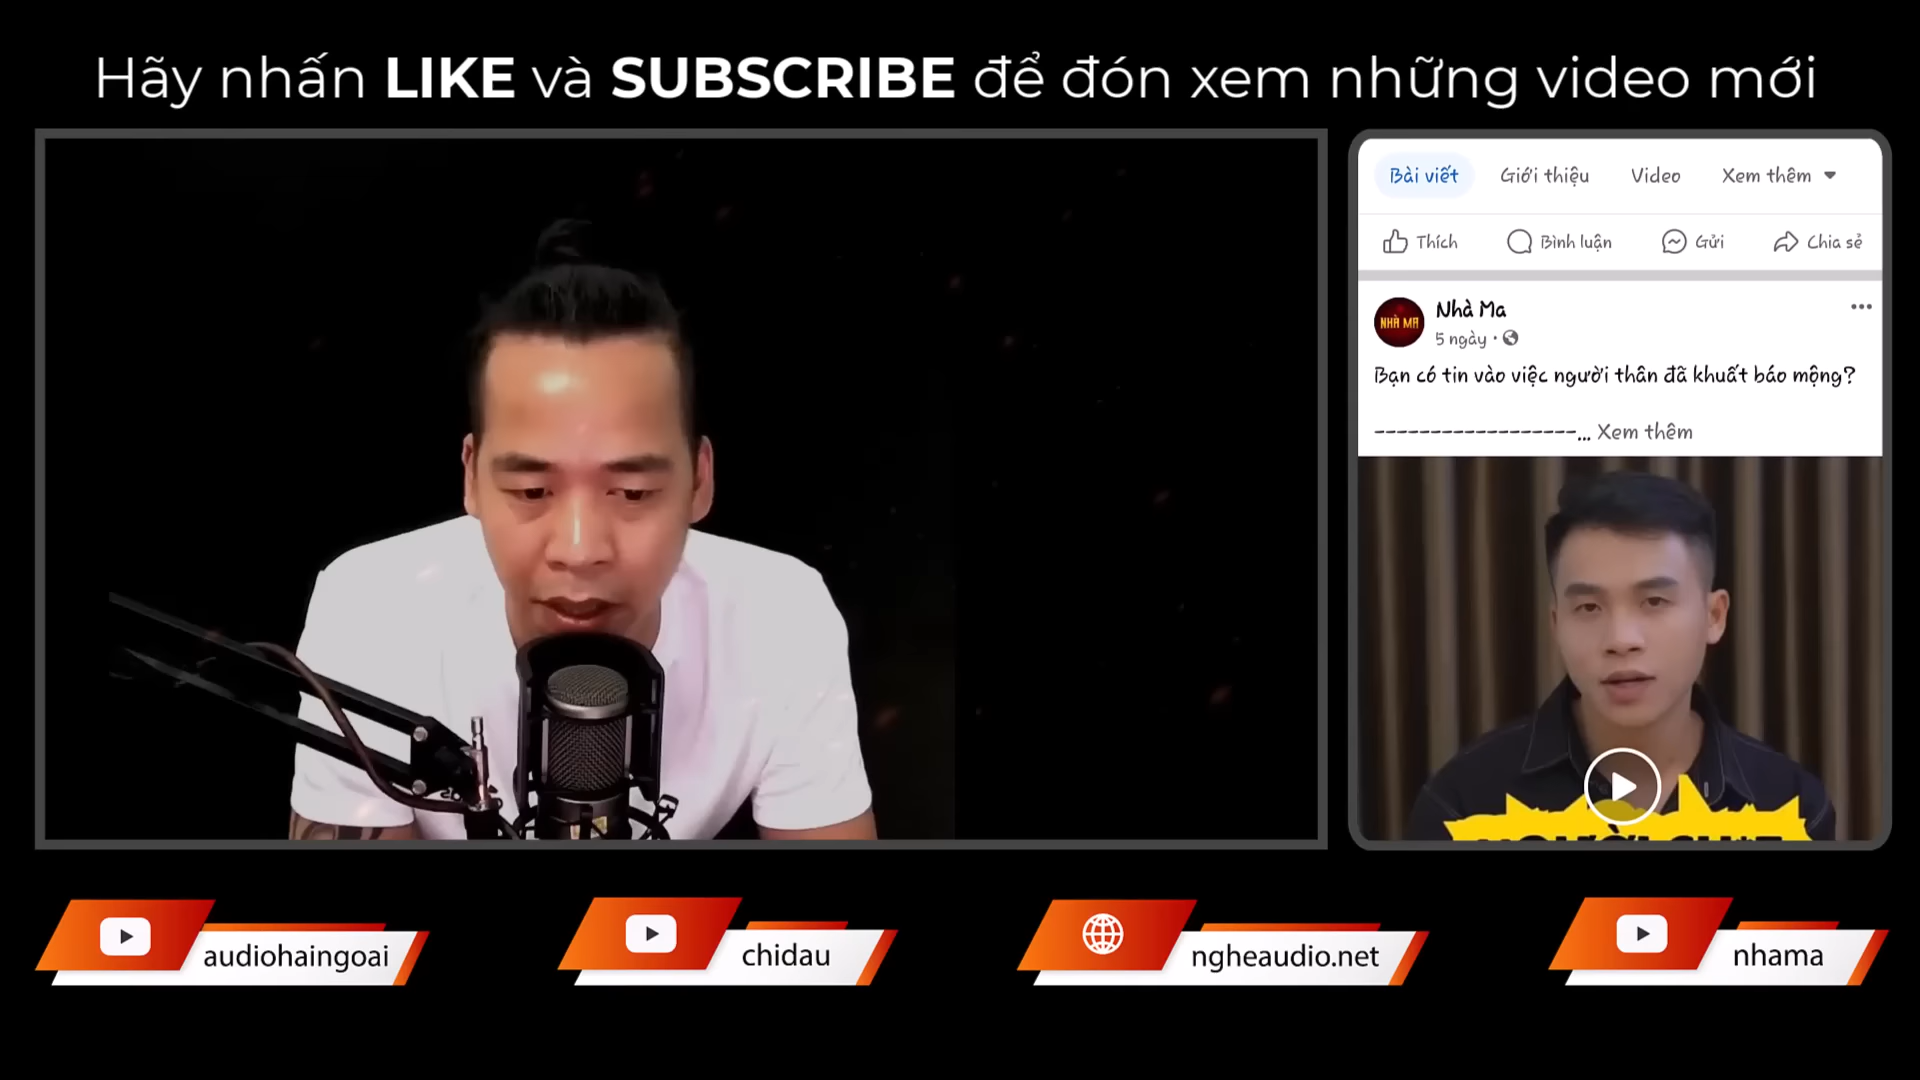 Hãy nhấn LIKE và SUBSCRIBE để đón xem những video mới
Bài viết Giới thiệu Video Xem thêm
Thích Bình luận Gửi Chia sẻ
NHÀ MA
Nhà Ma
5 ngày
Bạn có tin vào việc người thân đã khuất báo mộng?
------------------... Xem thêm
audiohaingoai
chidau
ngheaudio.net
nhama